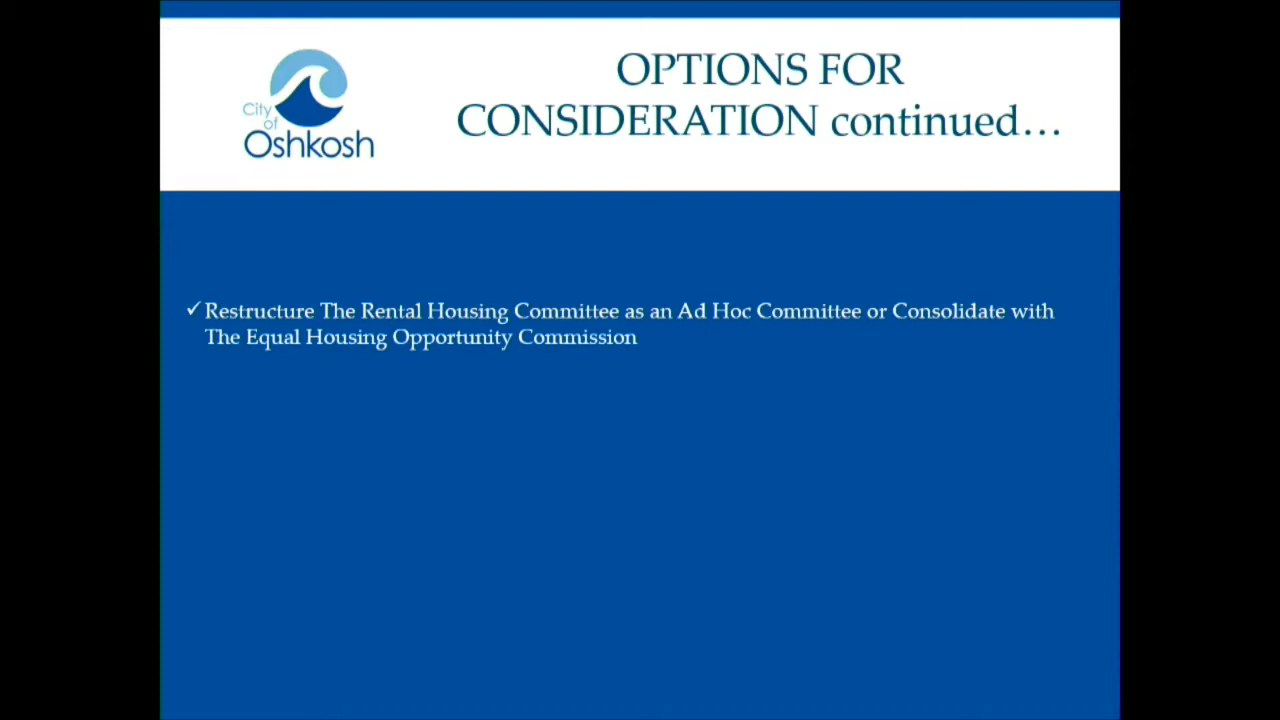 City
of
Oshkosh
OPTIONS FOR
CONSIDERATION continued…
✓Restructure The Rental Housing Committee as an Ad Hoc Committee or Consolidate with
The Equal Housing Opportunity Commission